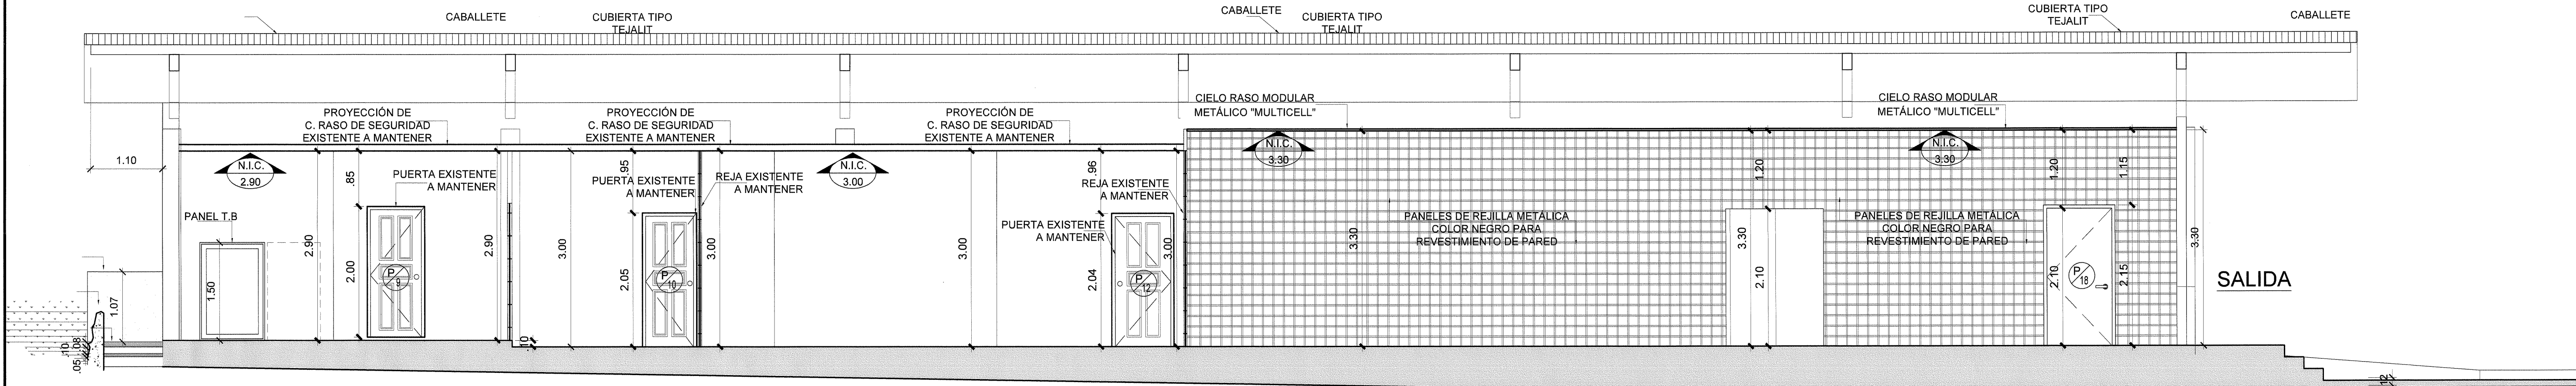 CABALLETE
CUBIERTA TIPO
TEJALIT
CABALLETE
CUBIERTA TIPO
TEJALIT
CUBIERTA TIPO
TEJALIT
CABALLETE
PROYECCIÓN DE
C. RASO DE SEGURIDAD
EXISTENTE A MANTENER
PROYECCIÓN DE
C. RASO DE SEGURIDAD
EXISTENTE A MANTENER
PROYECCIÓN DE
C. RASO DE SEGURIDAD
EXISTENTE A MANTENER
CIELO RASO MODULAR
METÁLICO "MULTICELL"
CIELO RASO MODULAR
METÁLICO "MULTICELL"
1.10
N.I.C.
2.90
N.I.C.
3.00
N.I.C.
3.30
N.I.C.
3.30
PANEL T.B
1.50
2.90
.85
2.00
PUERTA EXISTENTE
A MANTENER
P
9
2.90
3.00
.95
2.05
PUERTA EXISTENTE
A MANTENER
P
10
REJA EXISTENTE
A MANTENER
3.00
3.00
.96
2.04
REJA EXISTENTE
A MANTENER
PUERTA EXISTENTE
A MANTENER
P
12
3.00
3.30
PANELES DE REJILLA METÁLICA
COLOR NEGRO PARA
REVESTIMIENTO DE PARED
3.30
1.20
2.10
PANELES DE REJILLA METÁLICA
COLOR NEGRO PARA
REVESTIMIENTO DE PARED
1.20
2.10
P
18
1.15
2.15
3.30
SALIDA
1.07
.08
.10
.05
.10
.12